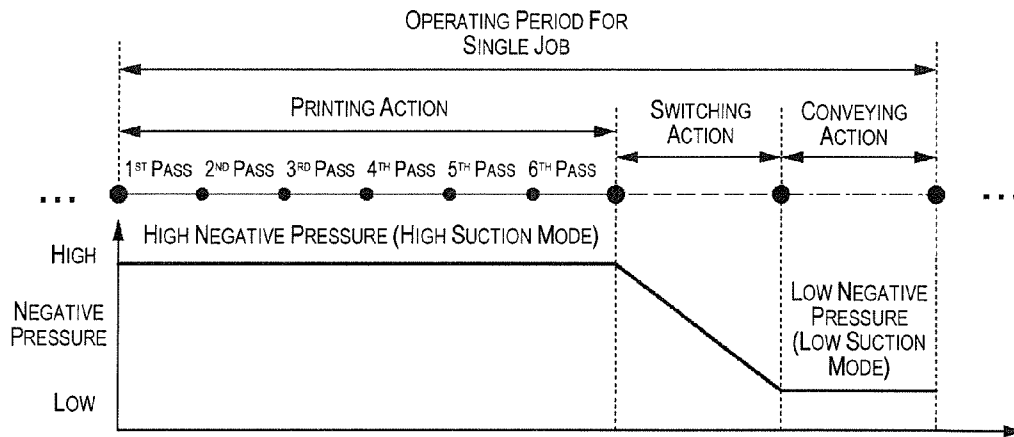 OPERATING PERIOD FOR
SINGLE JOB
PRINTING ACTION
SWITCHING
ACTION
CONVEYING
ACTION
1ST PASS 2ND PASS 3RD PASS 4TH PASS 5TH PASS 6TH PASS
... ...
HIGH NEGATIVE PRESSURE (HIGH SUCTION MODE)
HIGH
NEGATIVE
PRESSURE
LOW NEGATIVE
PRESSURE
(LOW SUCTION
MODE)
LOW